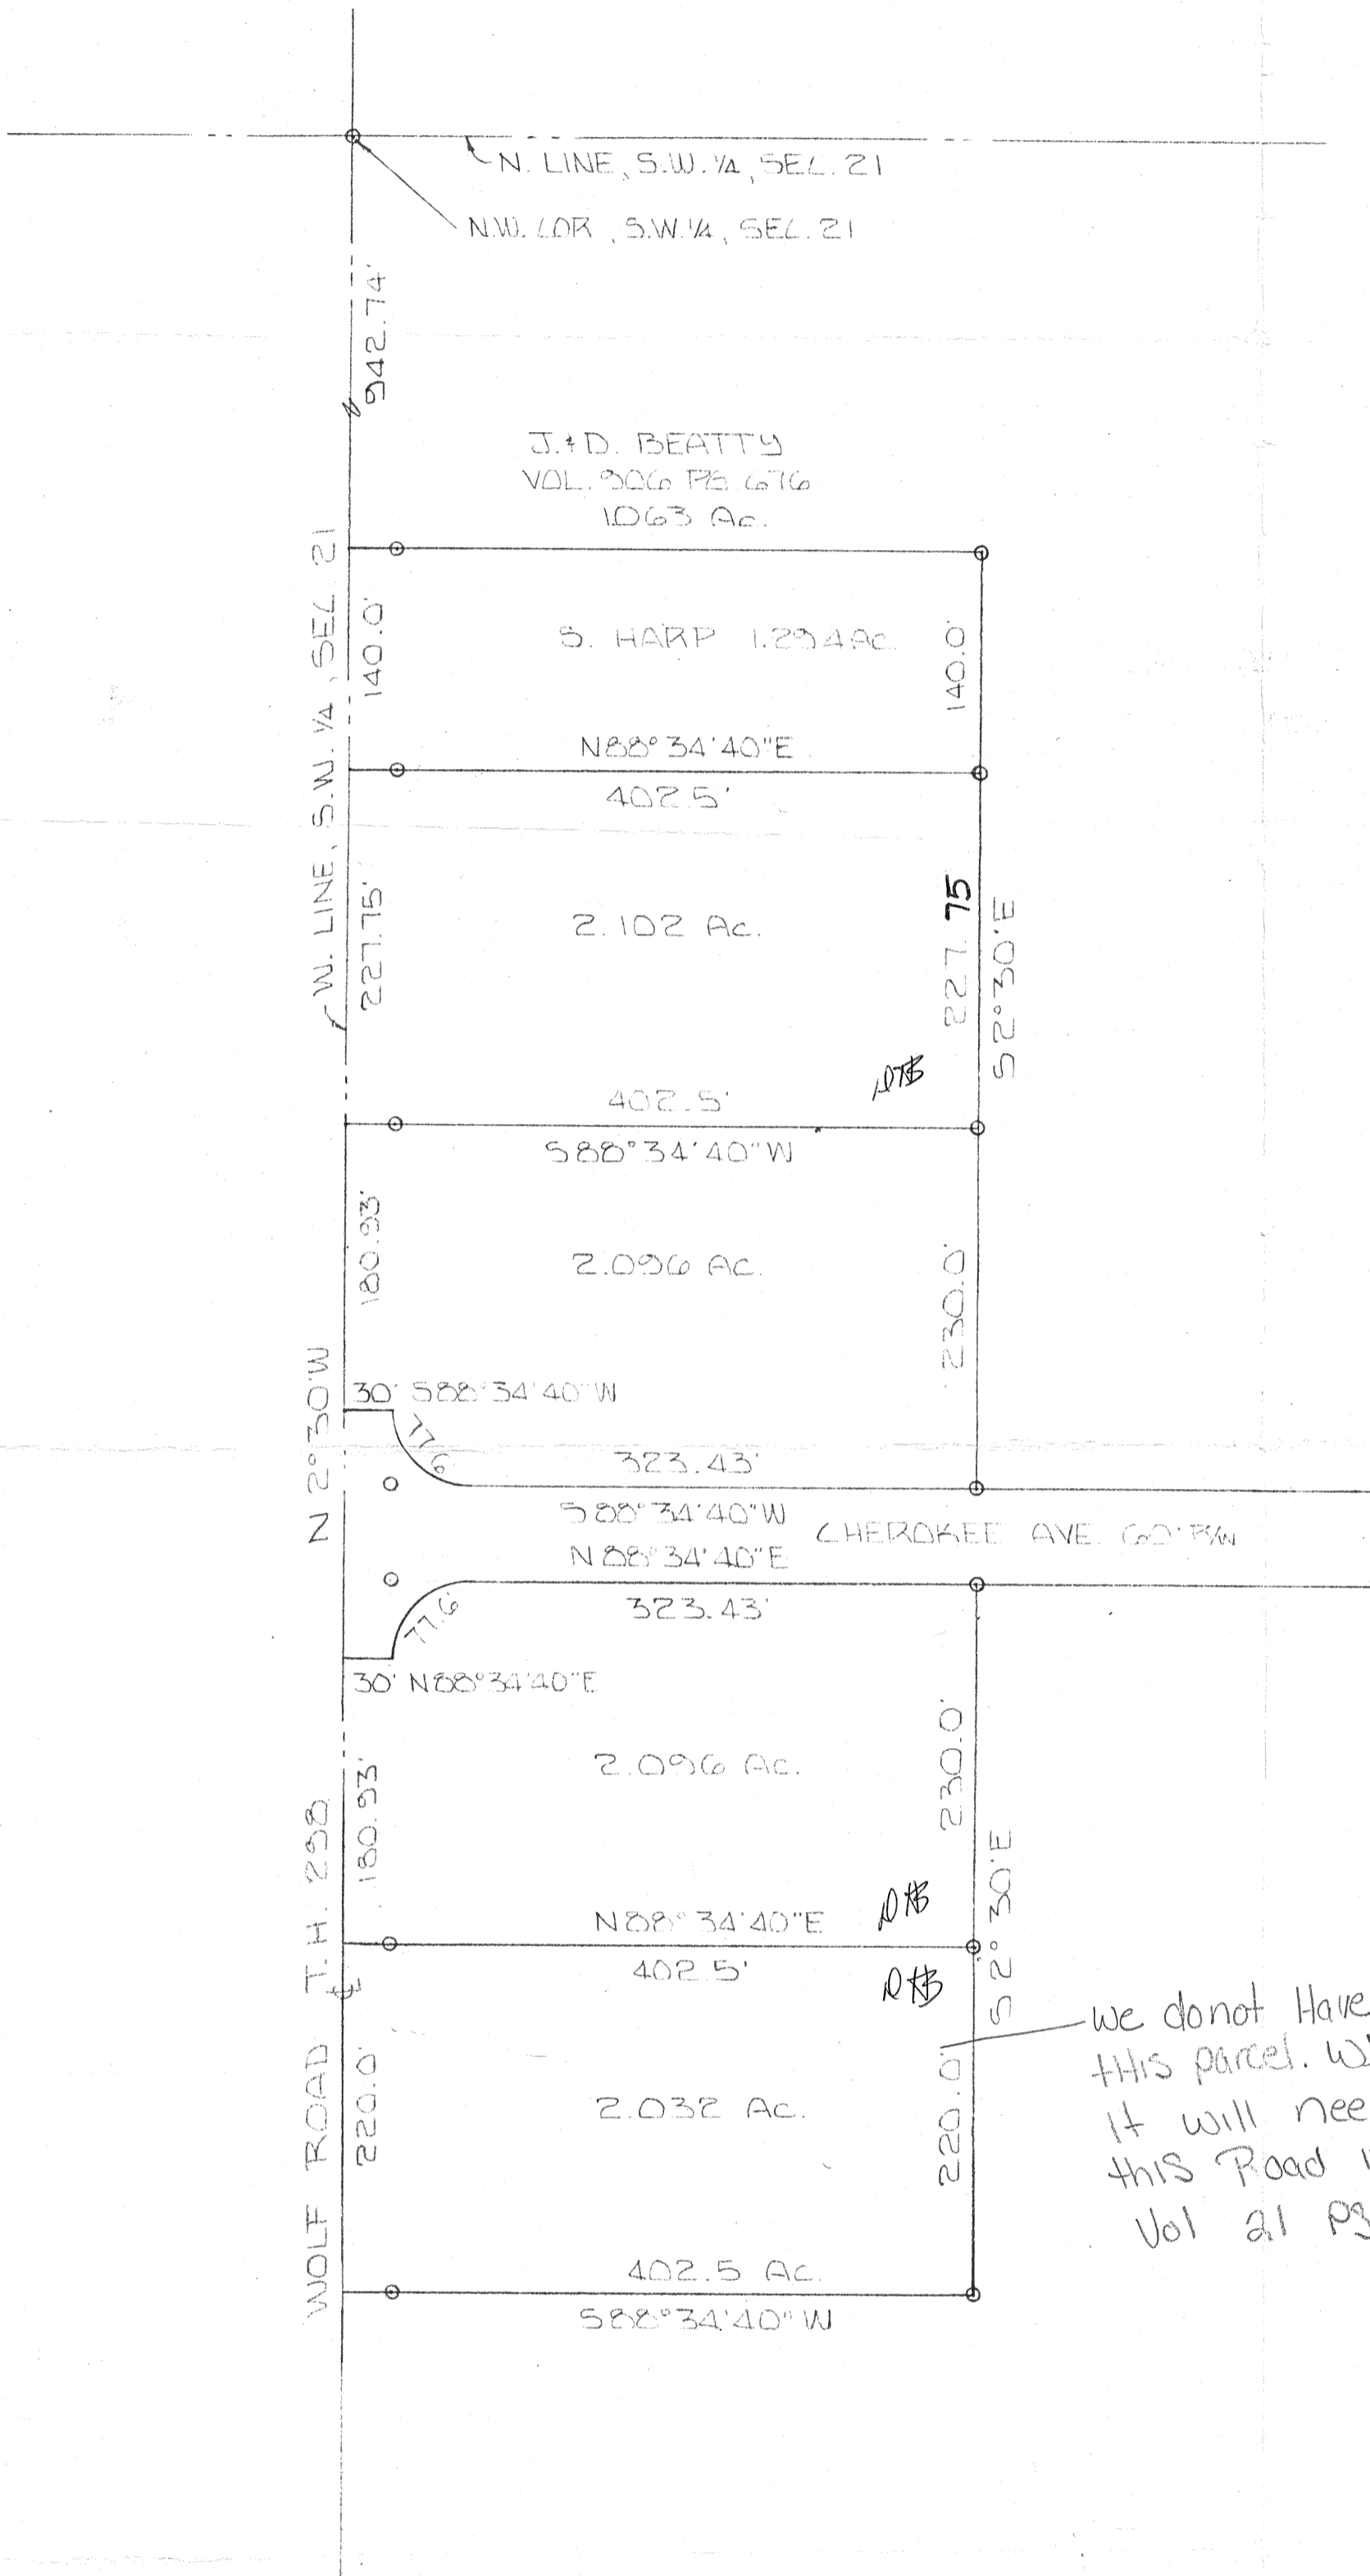 N. LINE, S.W. 1/4, SEC. 21
N.W. COR, S.W. 1/4, SEC. 21
942.74'
J. & D. BEATTY
VOL. 906 PG. 676
1.063 Ac.
W. LINE, S.W. 1/4, SEC 21
140.0'
S. HARP 1.294 Ac.
140.0'
N88°34'40"E
402.5'
227.75'
2.102 Ac.
227.75
S2°30'E
402.5'
S88°34'40"W
180.93'
2.096 Ac.
230.0'
N 2°30'W
30' S88°34'40"W
77.6
323.43'
S88°34'40"W
CHEROKEE AVE. 60' R/W
N88°34'40"E
77.6'
323.43'
30' N88°34'40"E
230.0'
2.096 Ac.
180.93'
S2°30'E
N88°34'40"E
402.5'
WOLF ROAD T.H. 298
we do not Have
this parcel.
220.0'
2.032 Ac.
220.0'
It will
this Road
Vol 21 Pg
402.5 Ac.
S88°34'40"W